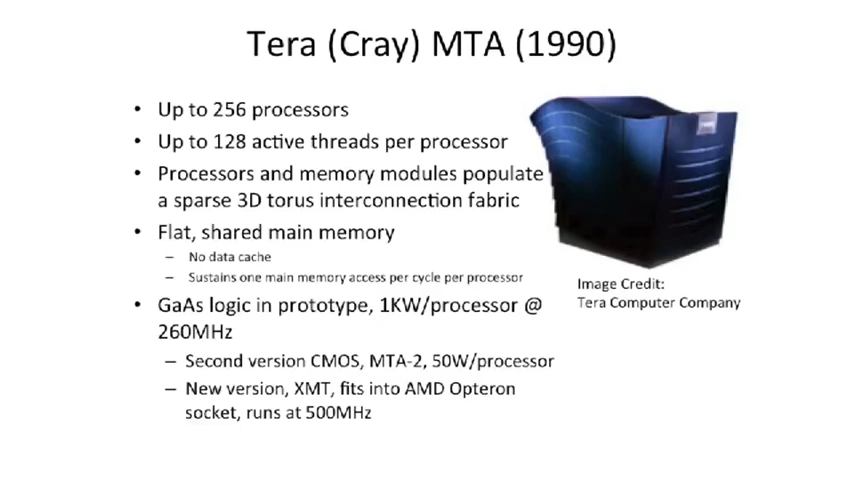 Tera (Cray) MTA (1990)
• Up to 256 processors
• Up to 128 active threads per processor
• Processors and memory modules populate
a sparse 3D torus interconnection fabric
• Flat, shared main memory
– No data cache
– Sustains one main memory access per cycle per processor
• GaAs logic in prototype, 1KW/processor @
260MHz
– Second version CMOS, MTA-2, 50W/processor
– New version, XMT, fits into AMD Opteron
socket, runs at 500MHz
Image Credit:
Tera Computer Company